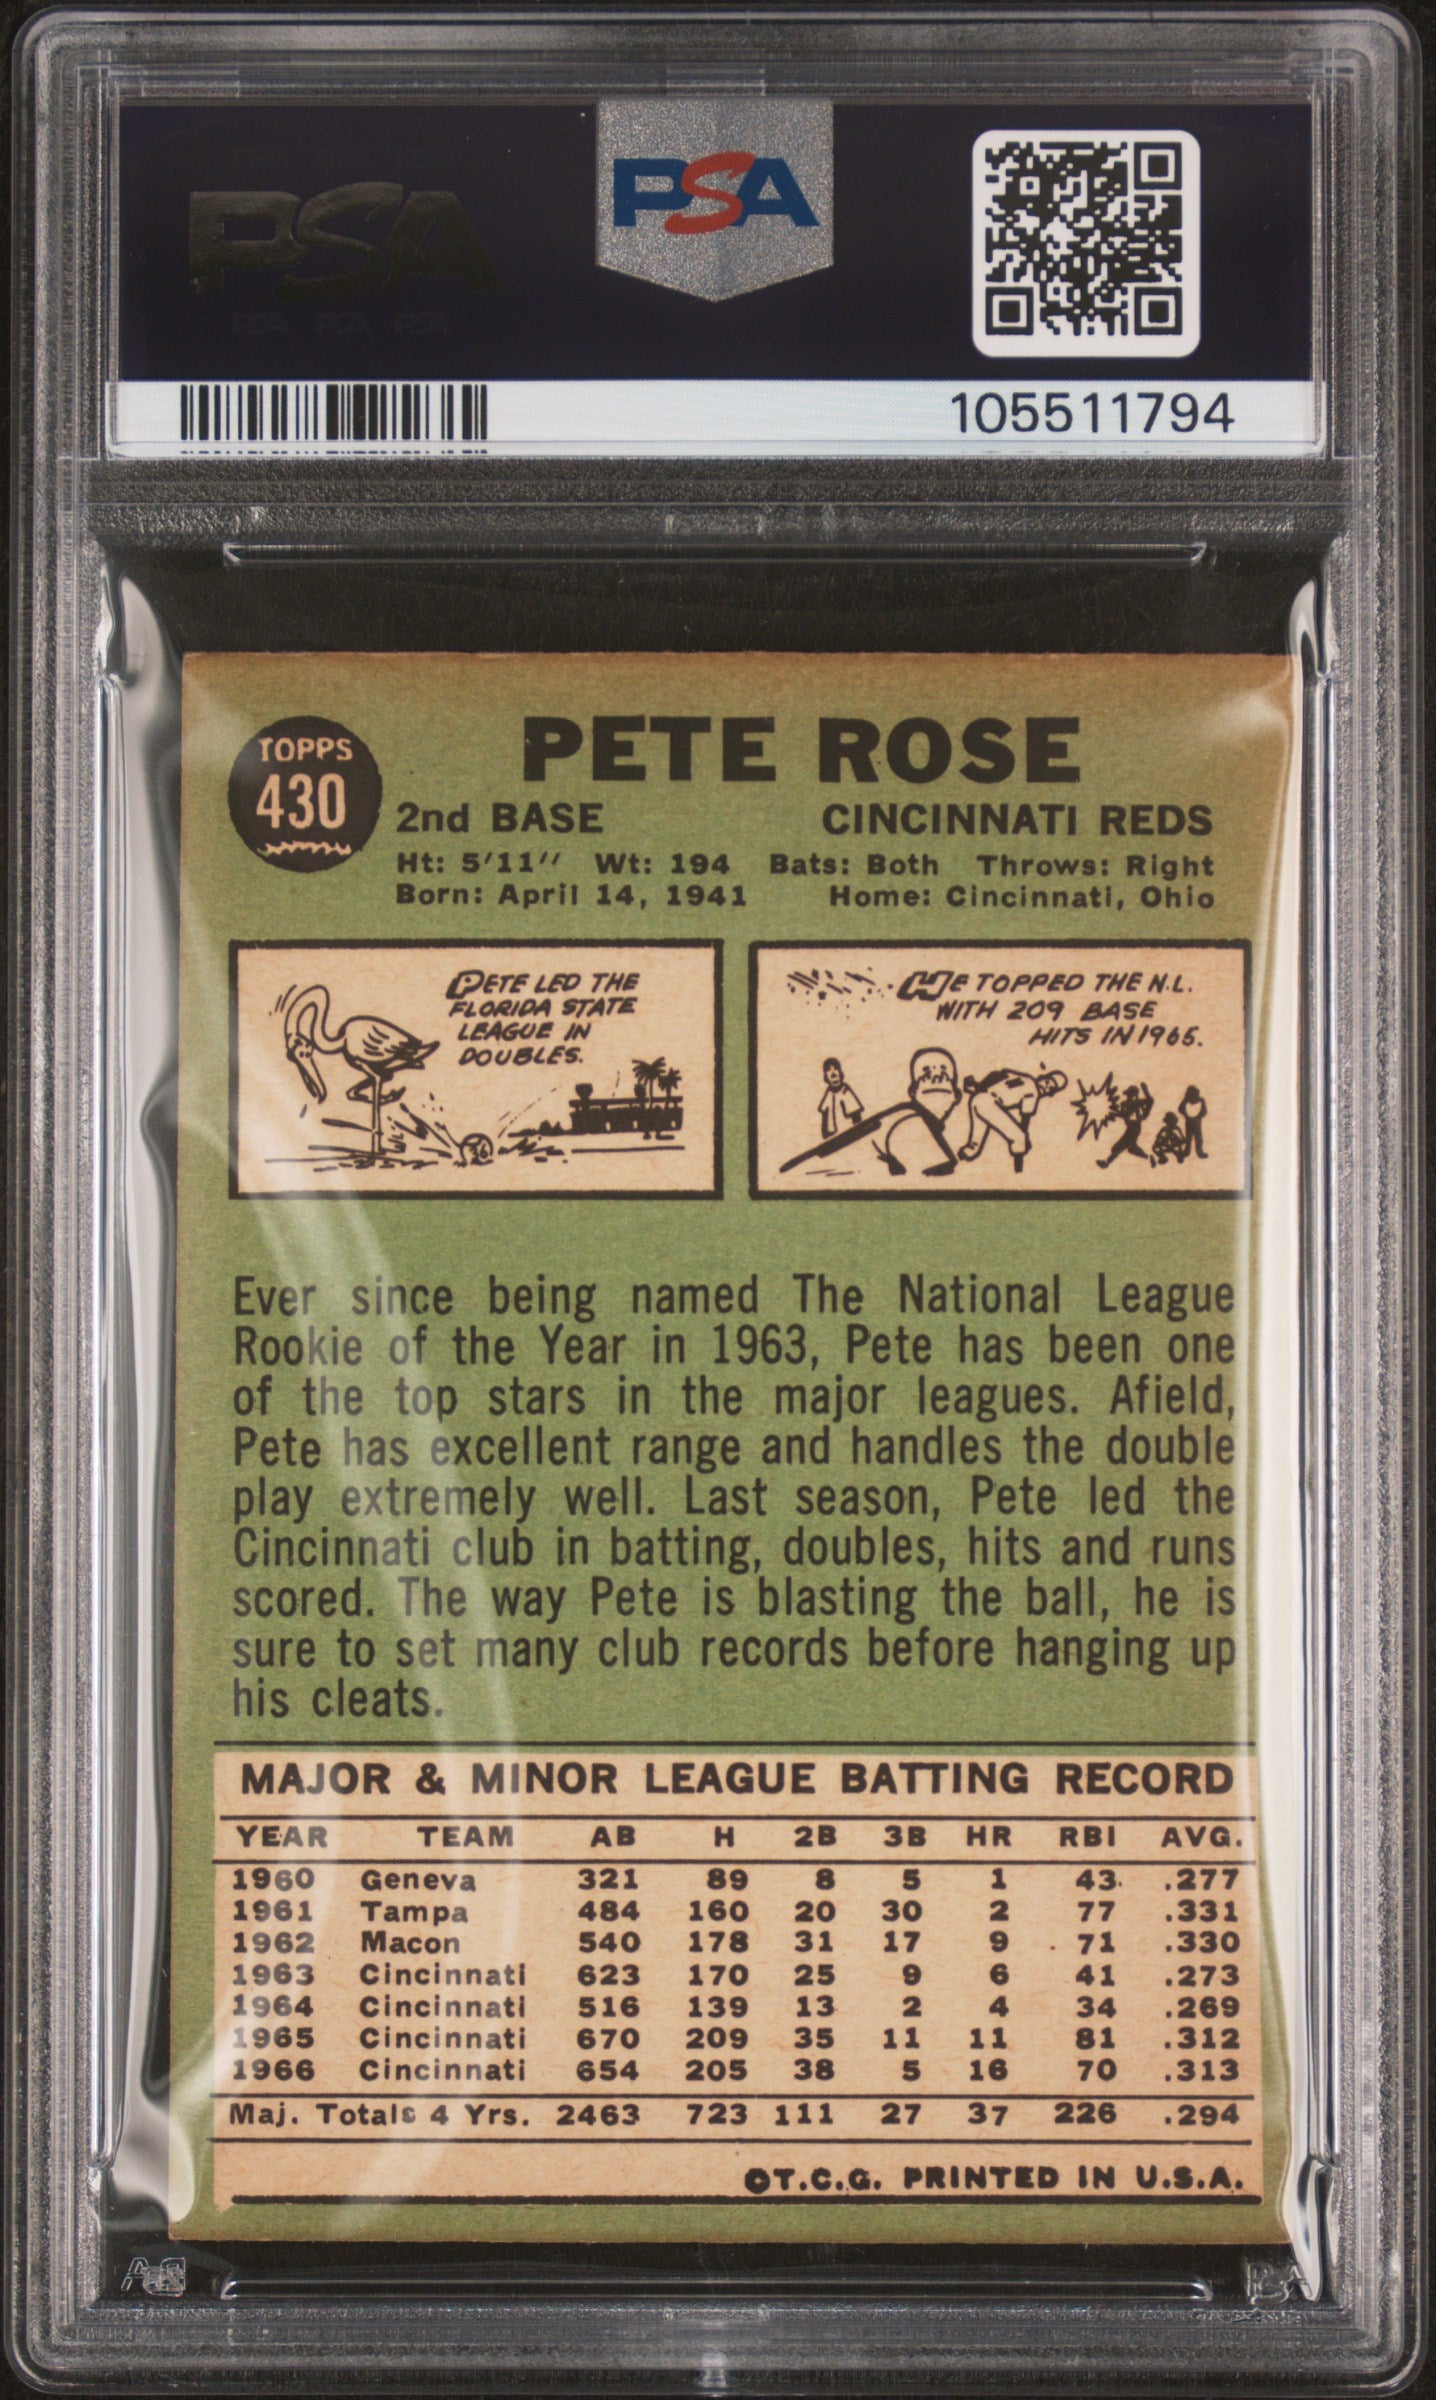 PSA
PSA
PSA PSA PSA
105511794
TOPPS
430
PETE ROSE
2nd BASE CINCINNATI REDS
Ht: 5'11" Wt: 194 Bats: Both Throws: Right
Born: April 14, 1941 Home: Cincinnati, Ohio
PETE LED THE
FLORIDA STATE
LEAGUE IN
DOUBLES.
HE TOPPED THE N.L.
WITH 209 BASE
HITS IN 1965.
Ever since being named The National League
Rookie of the Year in 1963, Pete has been one
of the top stars in the major leagues. Afield,
Pete has excellent range and handles the double
play extremely well. Last season, Pete led the
Cincinnati club in batting, doubles, hits and runs
scored. The way Pete is blasting the ball, he is
sure to set many club records before hanging up
his cleats.
MAJOR & MINOR LEAGUE BATTING RECORD
YEAR TEAM AB H 2B 3B HR RBI AVG.
1960 Geneva 321 89 8 5 1 43 .277
1961 Tampa 484 160 20 30 2 77 .331
1962 Macon 540 178 31 17 9 71 .330
1963 Cincinnati 623 170 25 9 6 41 .273
1964 Cincinnati 516 139 13 2 4 34 .269
1965 Cincinnati 670 209 35 11 11 81 .312
1966 Cincinnati 654 205 38 5 16 70 .313
Maj. Totals 4 Yrs. 2463 723 111 27 37 226 .294
©T.C.G. PRINTED IN U.S.A.
PSA
PSA